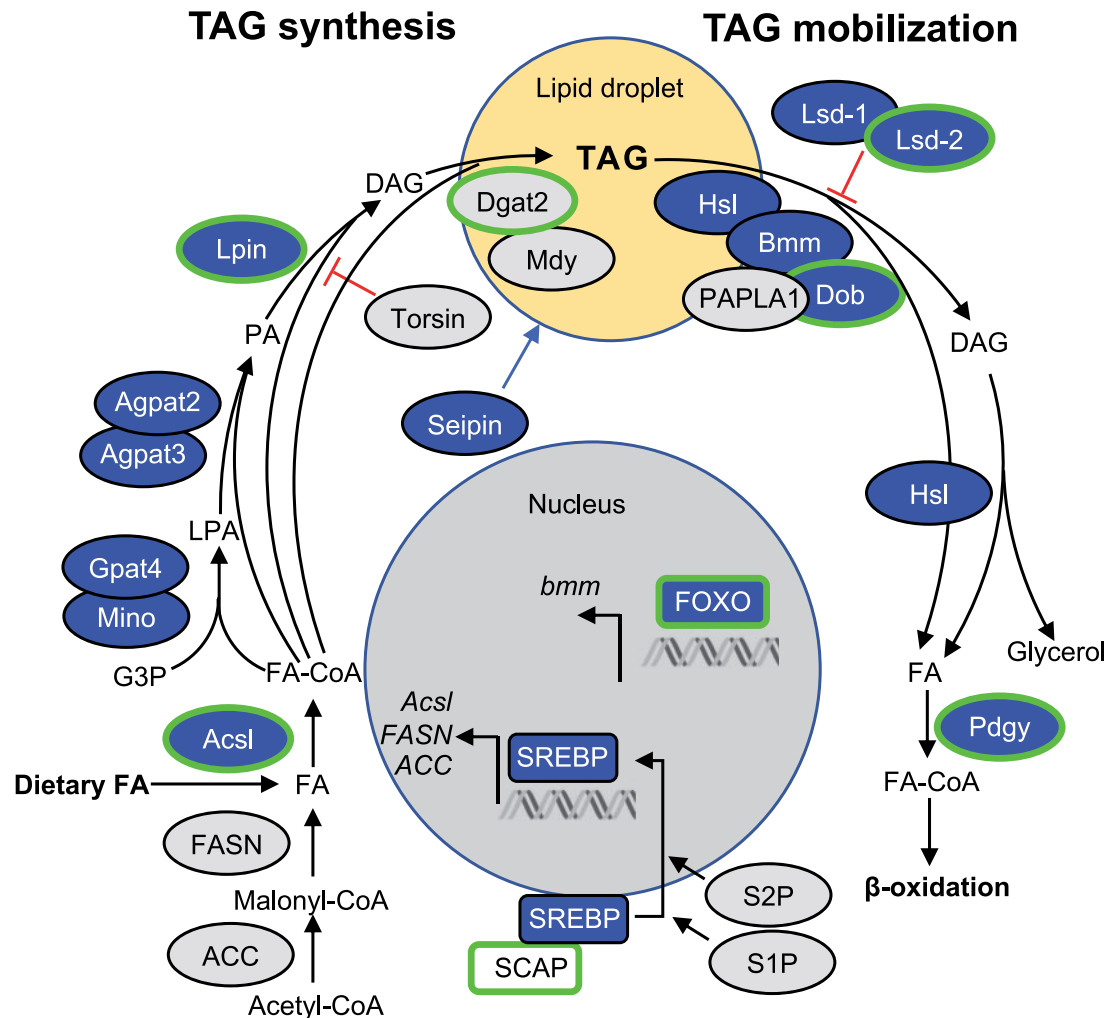 TAG synthesis
TAG mobilization
Lipid droplet
Lsd-1
Lsd-2
TAG
DAG
Dgat2
Hsl
Lpin
Bmm
Mdy
PAPLA1
Dob
Torsin
PA
DAG
Agpat2
Agpat3
Seipin
Hsl
Nucleus
LPA
Gpat4
Mino
bmm
FOXO
G3P
FA-CoA
FA
Glycerol
Acsl
FASN
ACC
Acsl
SREBP
Pdgy
Dietary FA
FA
FA-CoA
FASN
Malonyl-CoA
S2P
β-oxidation
SREBP
ACC
SCAP
S1P
Acetyl-CoA